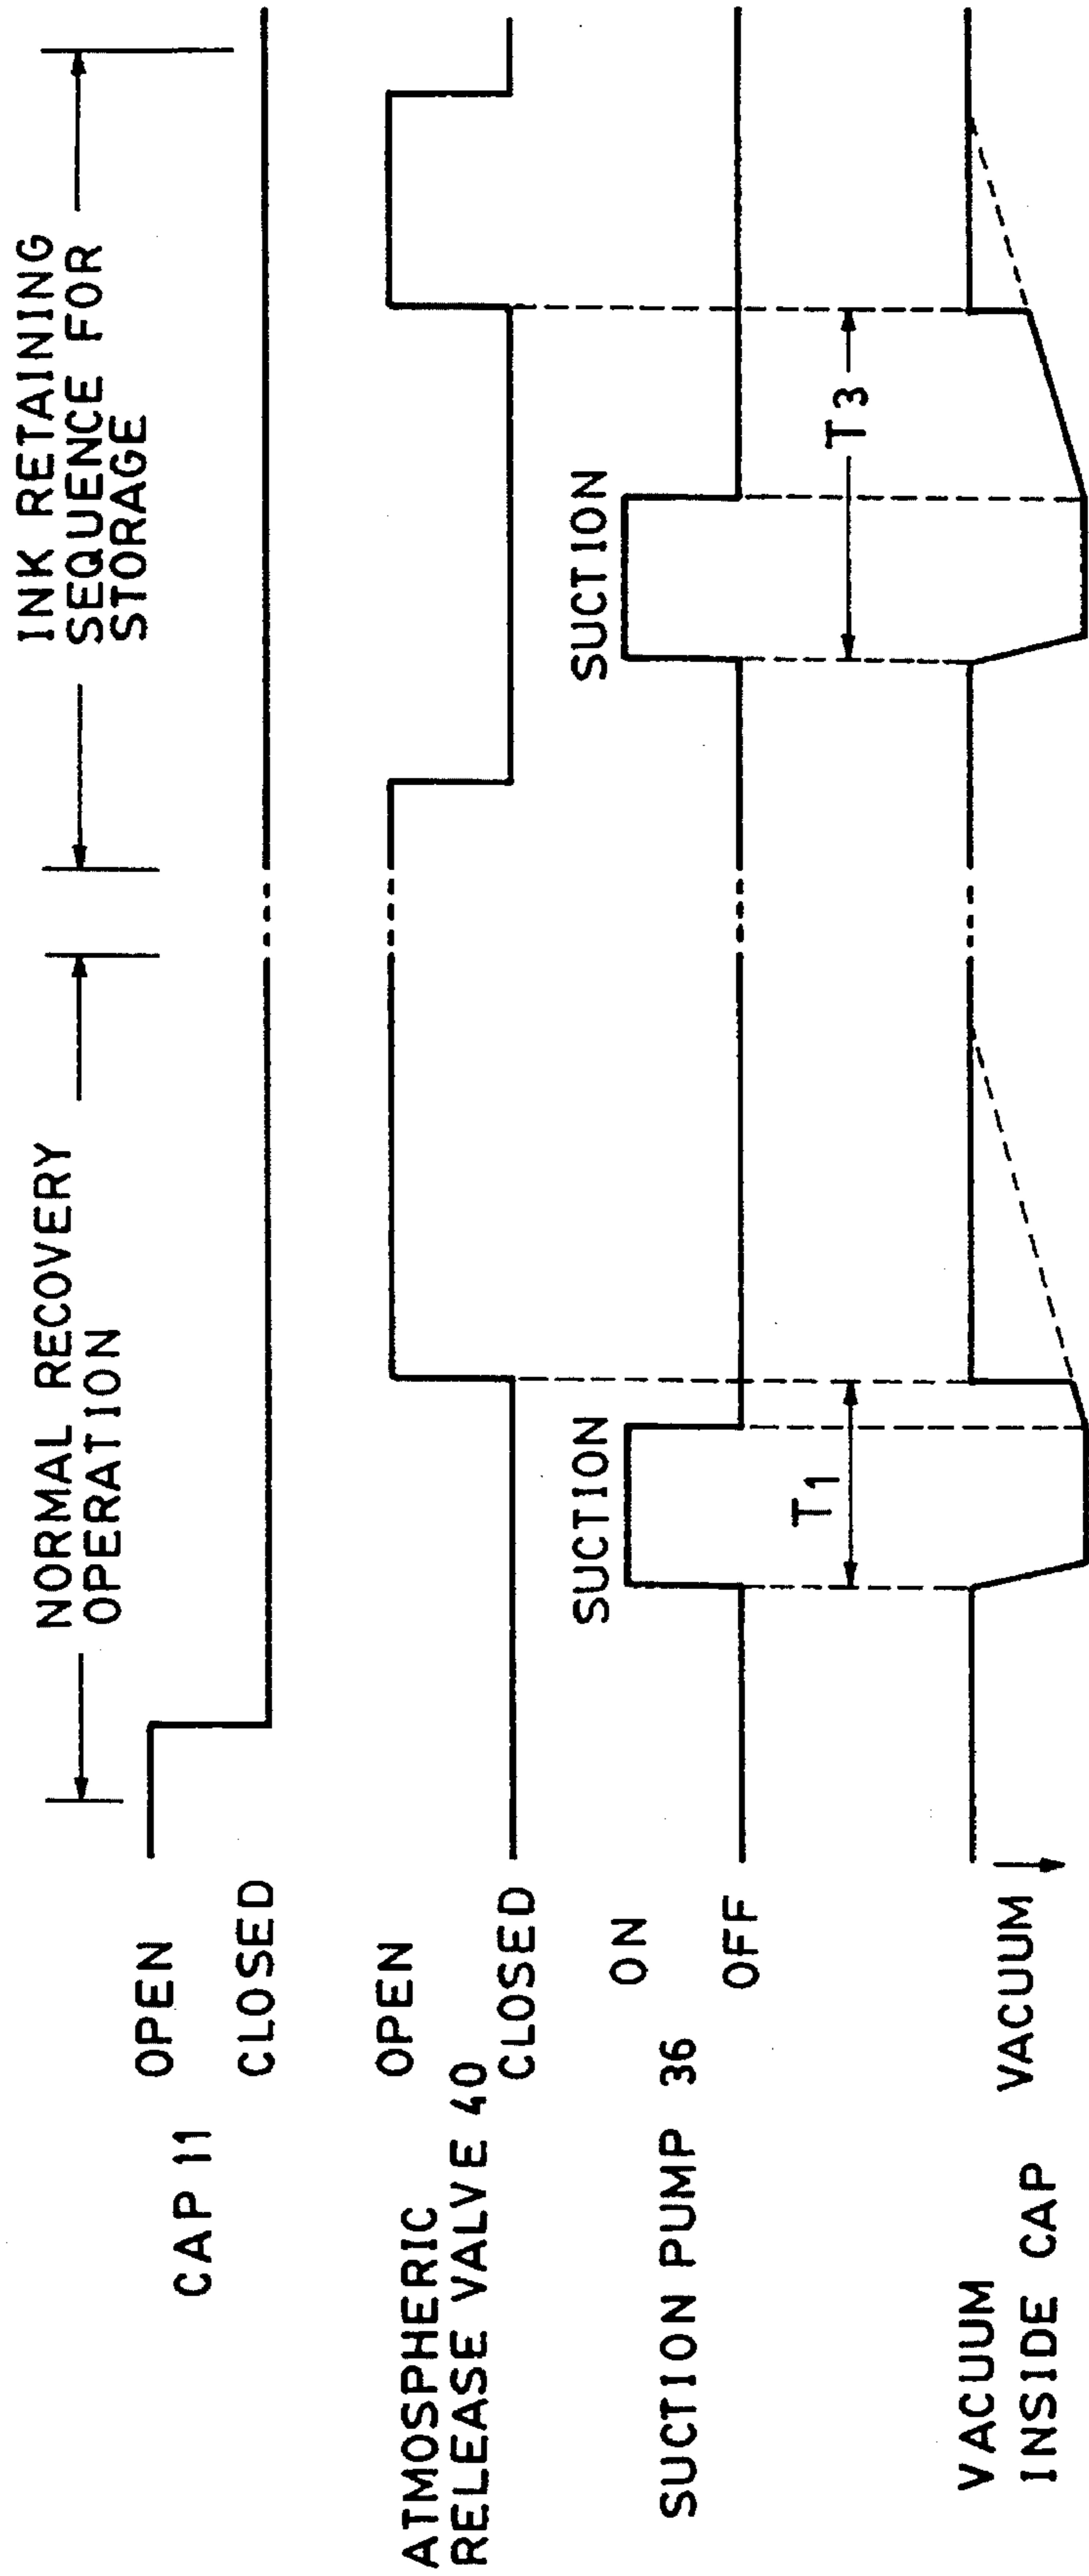 NORMAL RECOVERY
OPERATION
INK RETAINING
SEQUENCE FOR
STORAGE
CAP 11
OPEN
CLOSED
ATMOSPHERIC
RELEASE VALVE 40
OPEN
CLOSED
SUCTION PUMP 36
ON
OFF
SUCTION
SUCTION
T1
T3
VACUUM
INSIDE CAP
VACUUM